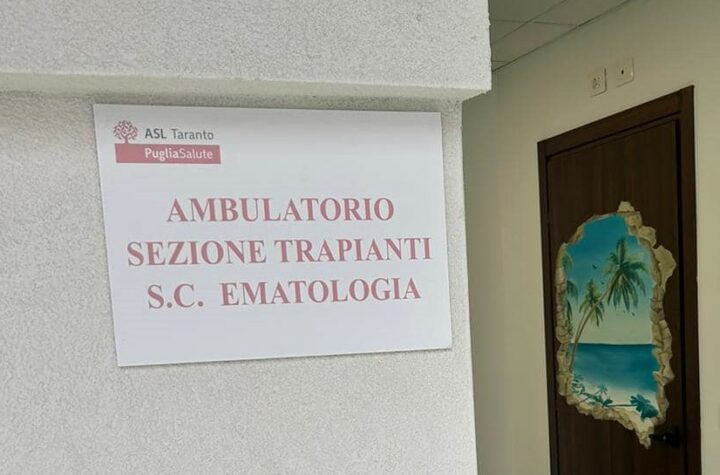 ASL Taranto
PugliaSalute
AMBULATORIO
SEZIONE TRAPIANTI
S.C. EMATOLOGIA